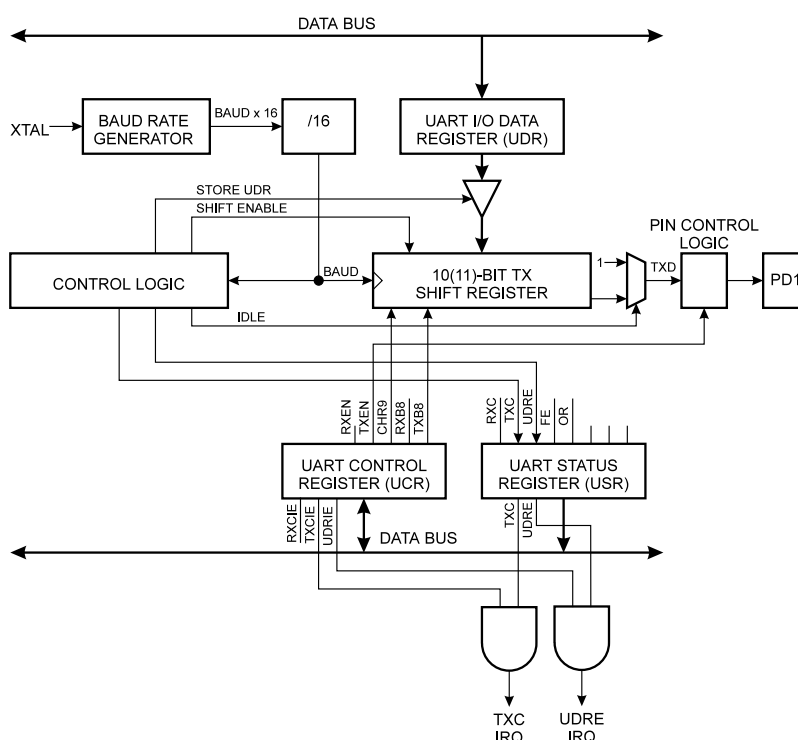 DATA BUS
XTAL
BAUD RATE
GENERATOR
BAUD x 16
/16
UART I/O DATA
REGISTER (UDR)
STORE UDR
SHIFT ENABLE
PIN CONTROL
LOGIC
CONTROL LOGIC
BAUD
10(11)-BIT TX
SHIFT REGISTER
1
TXD
PD1
IDLE
RXEN
TXEN
CHR9
RXB8
TXB8
RXC
TXC
UDRE
FE
OR
UART CONTROL
REGISTER (UCR)
UART STATUS
REGISTER (USR)
RXCIE
TXCIE
UDRIE
TXC
UDRE
DATA BUS
TXC
IRQ
UDRE
IRQ